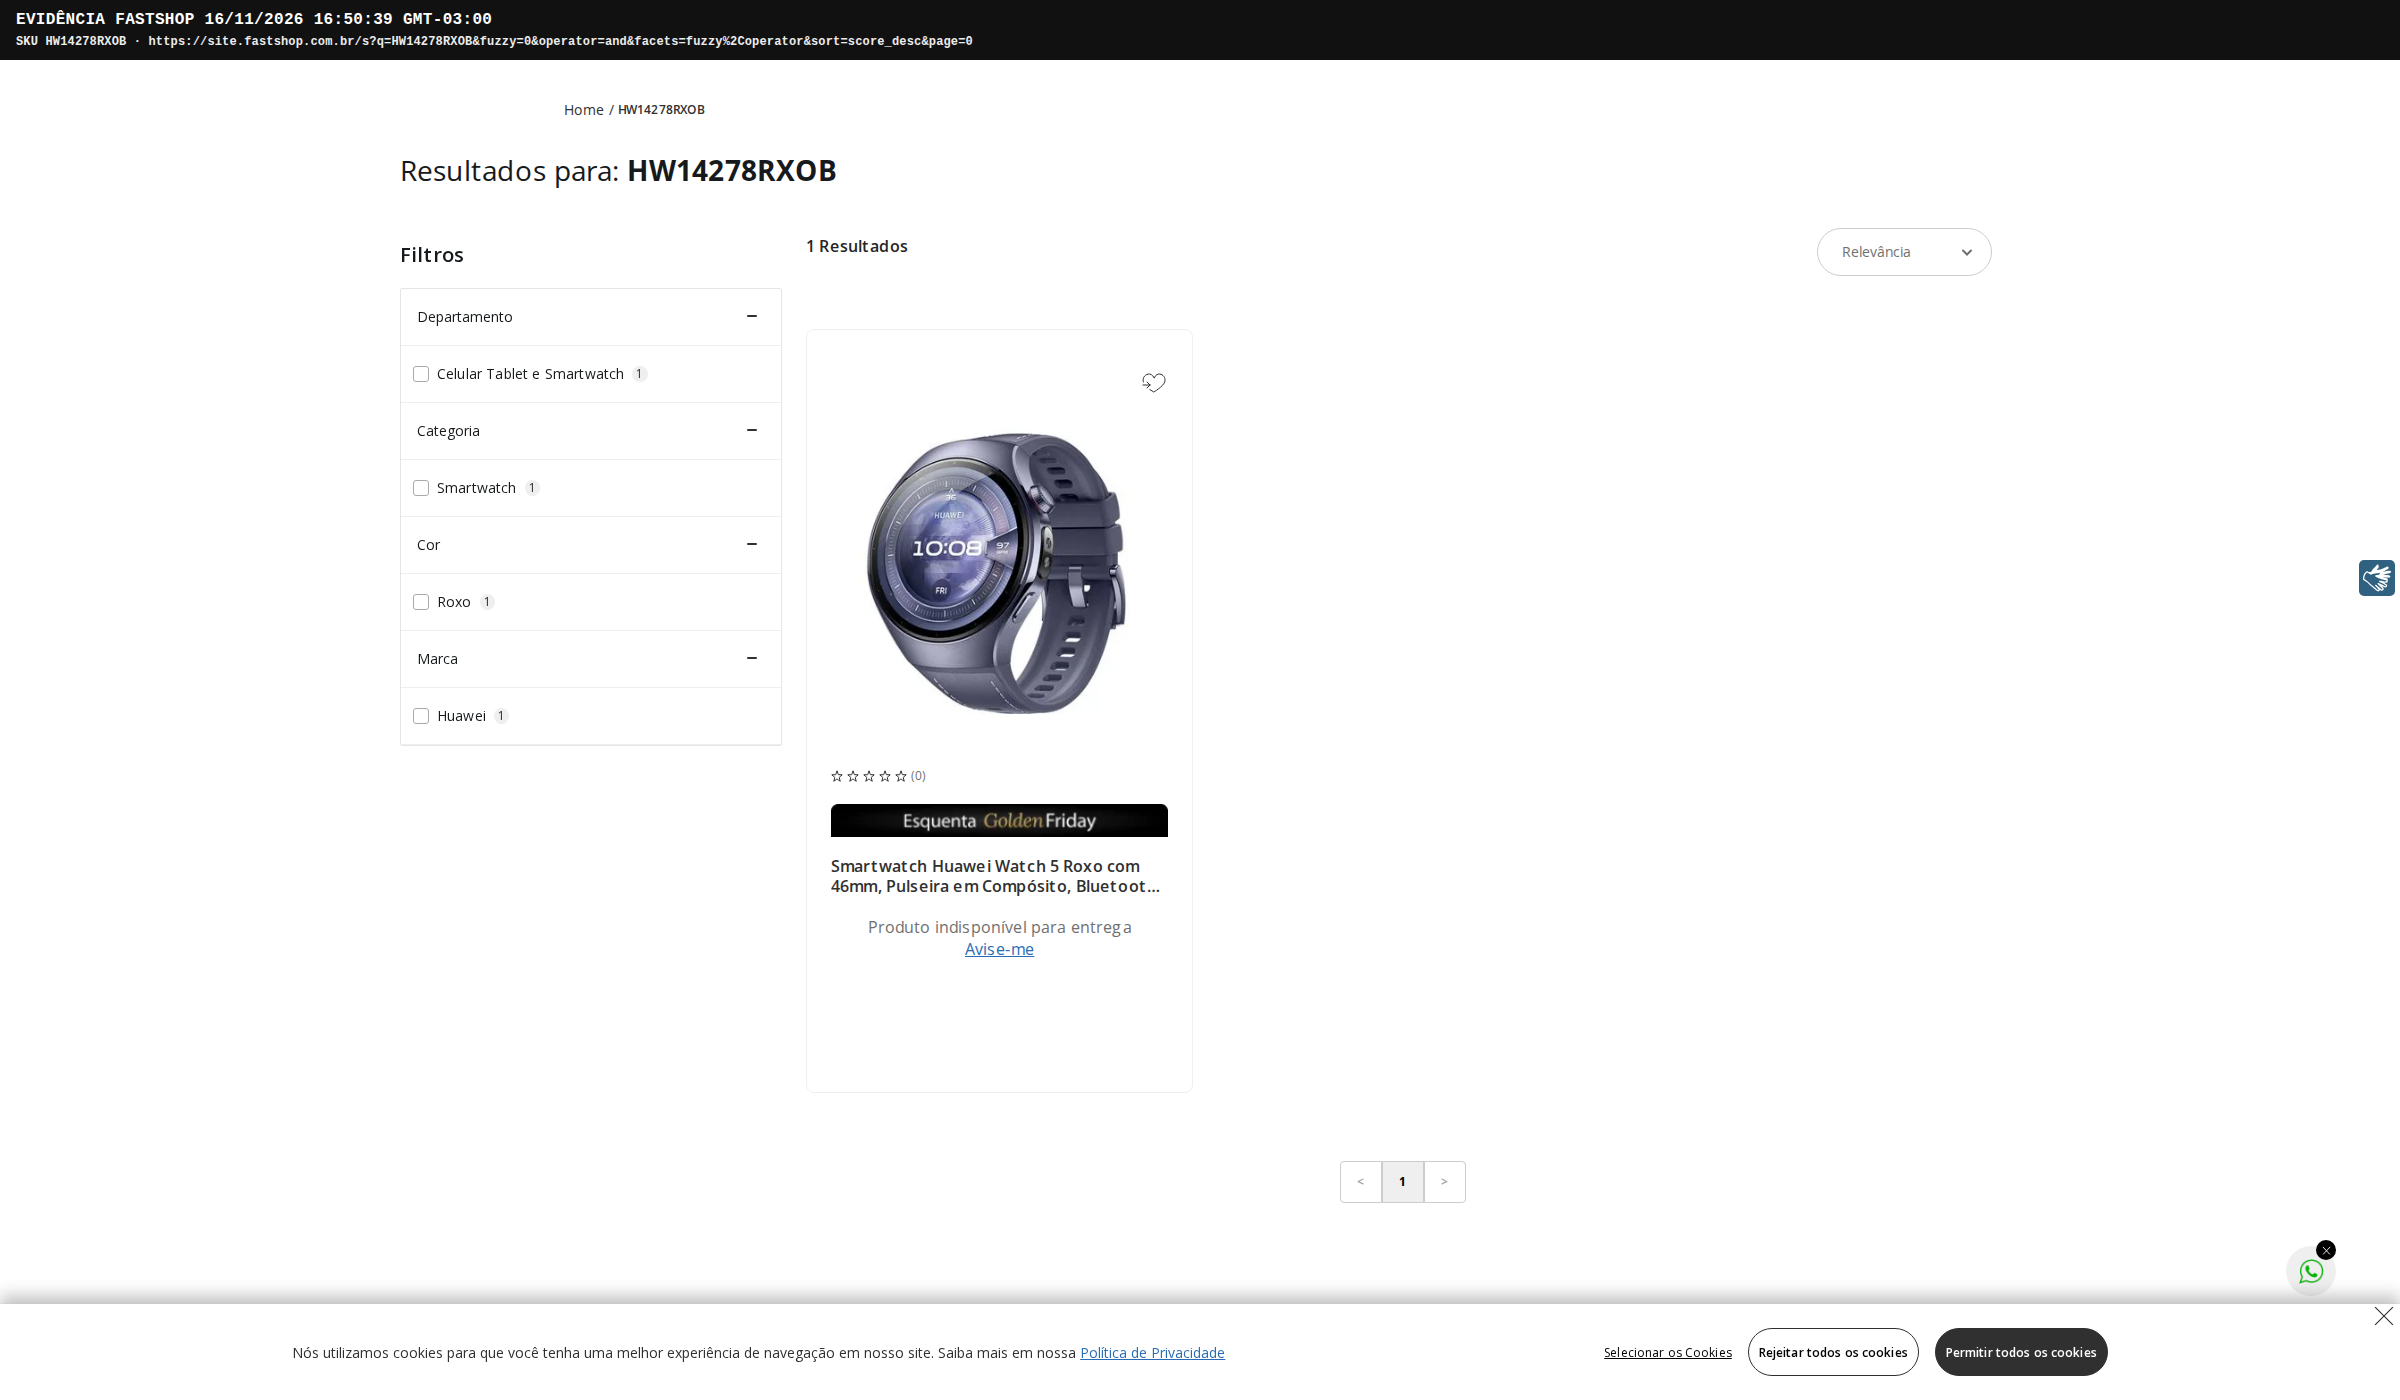 EVIDÊNCIA FASTSHOP 16/11/2026 16:50:39 GMT-03:00
SKU HW14278RXOB · https://site.fastshop.com.br/s?q=HW14278RXOB&fuzzy=0&operator=and&facets=fuzzy%2Coperator&sort=score_desc&page=0
Home / HW14278RXOB
Resultados para: HW14278RXOB
Filtros
1 Resultados
Relevância
Departamento
Celular Tablet e Smartwatch 1
Categoria
Smartwatch 1
Cor
Roxo 1
Marca
Huawei 1
36
HUAWEI
10:08
97
FRI
(0)
Esquenta Golden Friday
Smartwatch Huawei Watch 5 Roxo com
46mm, Pulseira em Compósito, Bluetoot...
Produto indisponível para entrega
Avise-me
< 1 >
Nós utilizamos cookies para que você tenha uma melhor experiência de navegação em nosso site. Saiba mais em nossa Política de Privacidade
Selecionar os Cookies
Rejeitar todos os cookies
Permitir todos os cookies